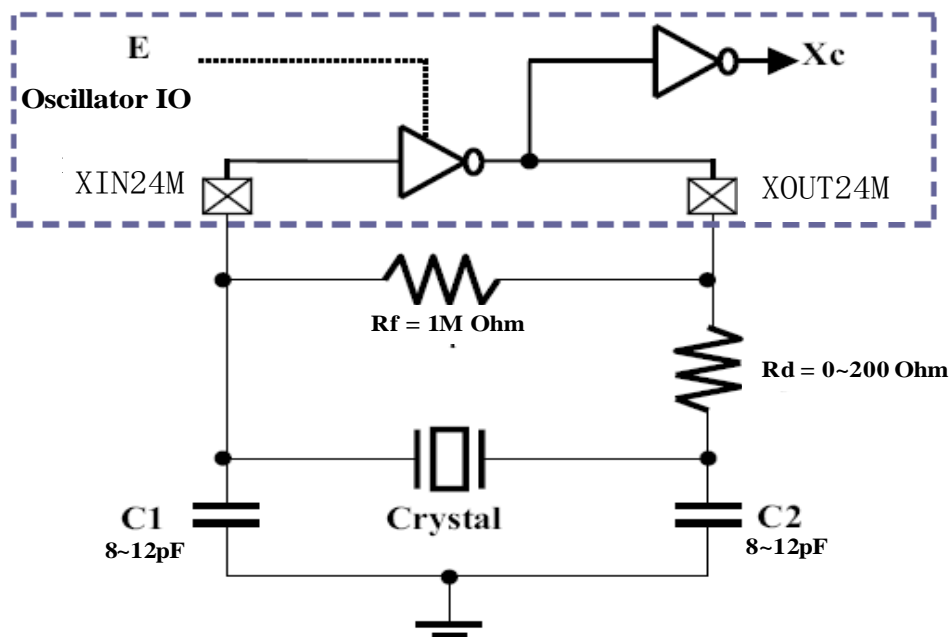 E
Xc
Oscillator IO
XIN24M
XOUT24M
Rf = 1M Ohm
Rd = 0~200 Ohm
C1
8~12pF
Crystal
C2
8~12pF